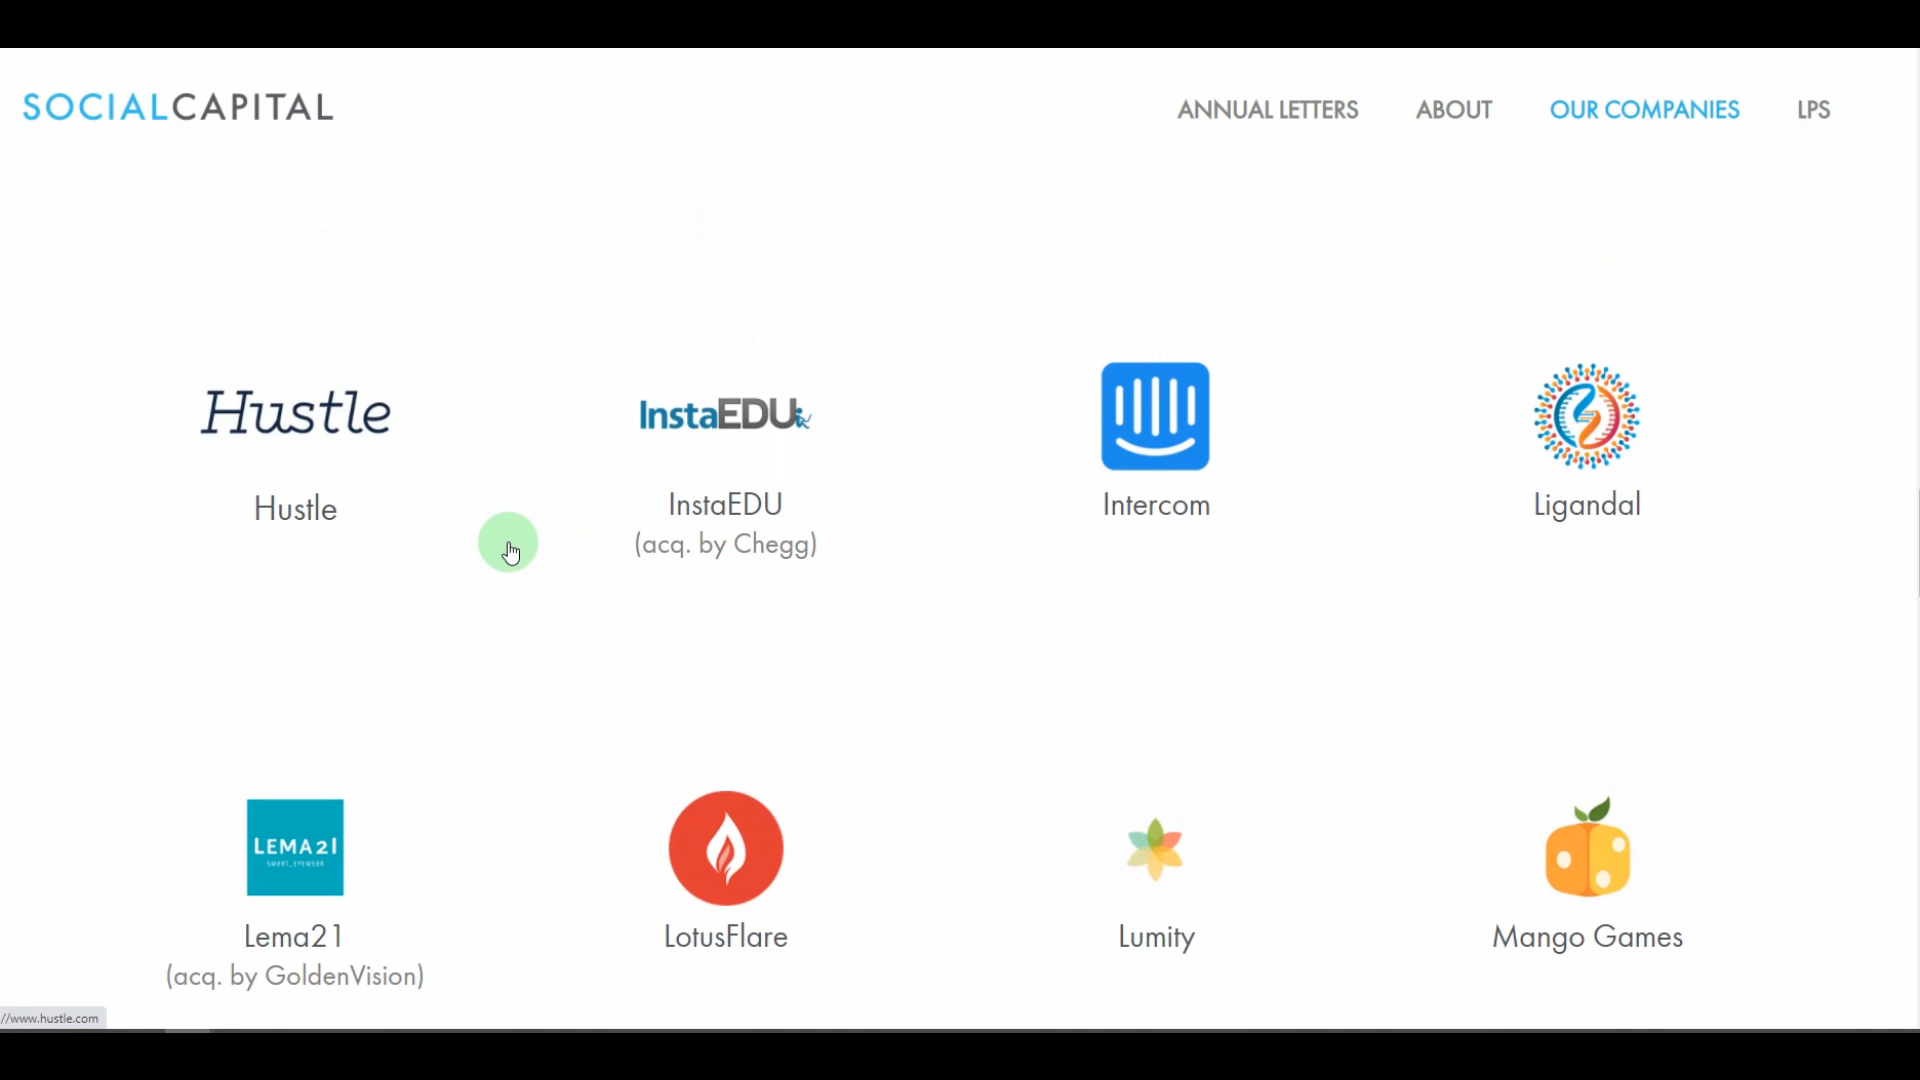 SOCIALCAPITAL
ANNUAL LETTERS
ABOUT
OUR COMPANIES
LPS
Hustle
InstaEDU
Hustle
InstaEDU
(acq. by Chegg)
Intercom
Ligandal
LEMA21
SMART_EYEWEAR
Lema21
(acq. by GoldenVision)
LotusFlare
Lumity
Mango Games
//www.hustle.com